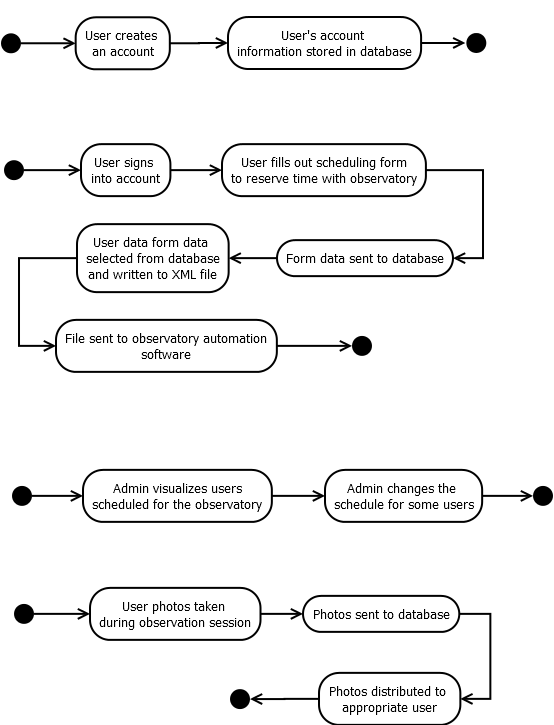 User creates
an account
User's account
information stored in database
User signs
into account
User fills out scheduling form
to reserve time with observatory
User data form data
selected from database
and written to XML file
Form data sent to database
File sent to observatory automation
software
Admin visualizes users
scheduled for the observatory
Admin changes the
schedule for some users
User photos taken
during observation session
Photos sent to database
Photos distributed to
appropriate user